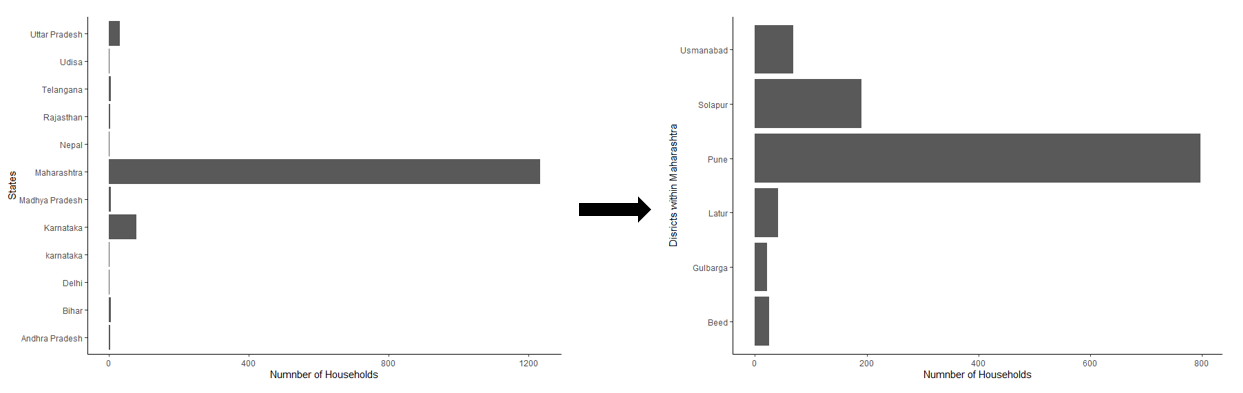 States
Uttar Pradesh
Udisa
Telangana
Rajasthan
Nepal
Maharashtra
Madhya Pradesh
Karnataka
karnataka
Delhi
Bihar
Andhra Pradesh
0 400 800 1200
Numnber of Households
Disricts within Maharashtra
Usmanabad
Solapur
Pune
Latur
Gulbarga
Beed
0 200 400 600 800
Numnber of Households